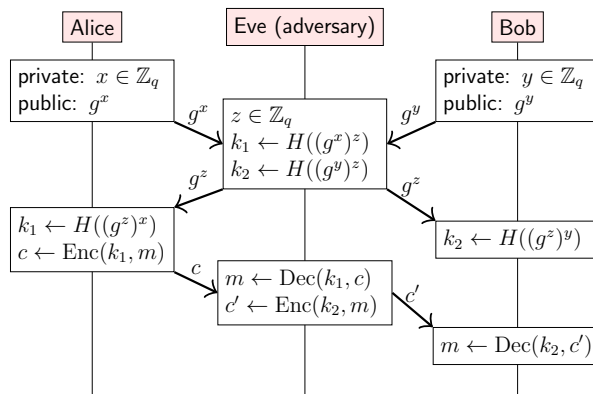 Alice
Eve (adversary)
Bob
private: x ∈ ℤ_q
public: g^x
private: y ∈ ℤ_q
public: g^y
g^x
g^y
z ∈ ℤ_q
k_1 ← H((g^x)^z)
k_2 ← H((g^y)^z)
g^z
g^z
k_1 ← H((g^z)^x)
c ← Enc(k_1, m)
k_2 ← H((g^z)^y)
c
m ← Dec(k_1, c)
c′ ← Enc(k_2, m)
c′
m ← Dec(k_2, c′)